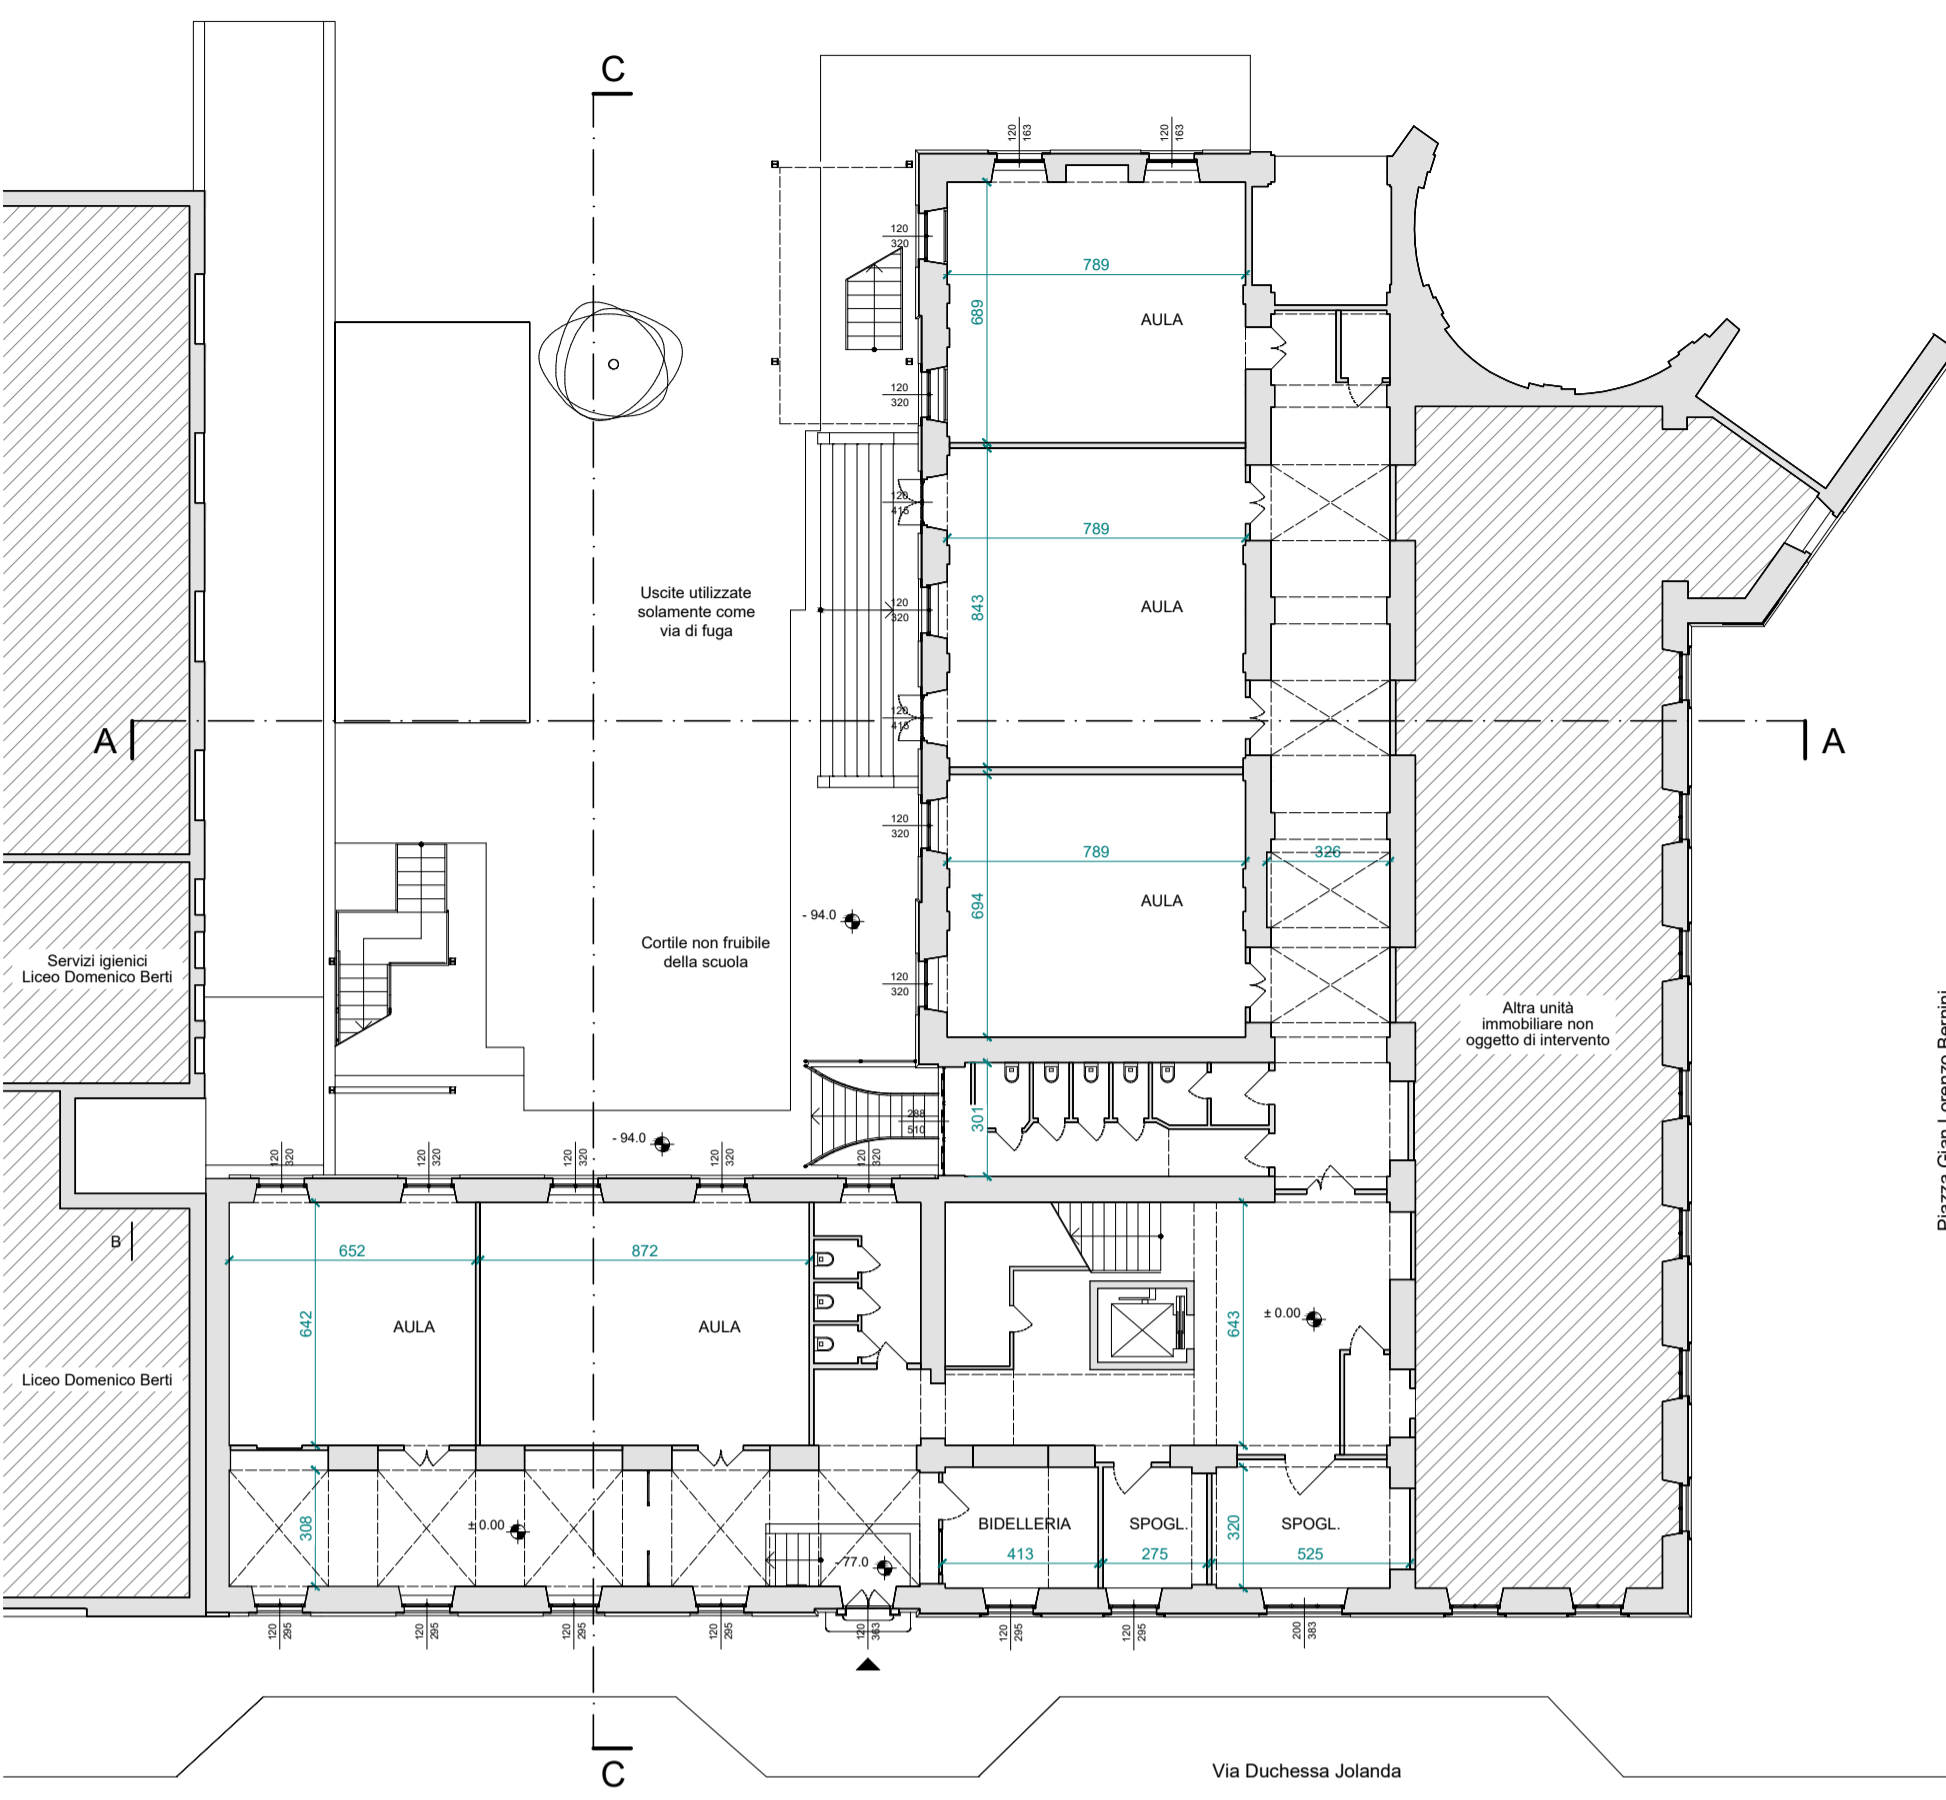 C
120
163
120
163
120
320
789
689
AULA
120
320
120
415
789
Uscite utilizzate
solamente come
via di fuga
120
320
843
AULA
120
415
A
A
120
320
789
326
694
AULA
- 94.0
Cortile non fruibile
della scuola
Servizi igienici
Liceo Domenico Berti
120
320
Altra unità
immobiliare non
oggetto di intervento
Piazza Gian Lorenzo Bernini
288
510
301
- 94.0
120
320
120
320
120
320
120
320
120
320
B
652
872
642
AULA
AULA
643
± 0.00
Liceo Domenico Berti
308
± 0.00
-77.0
BIDELLERIA
SPOGL.
SPOGL.
320
413
275
525
120
295
120
295
120
295
120
295
120
363
120
295
120
295
200
383
C
Via Duchessa Jolanda